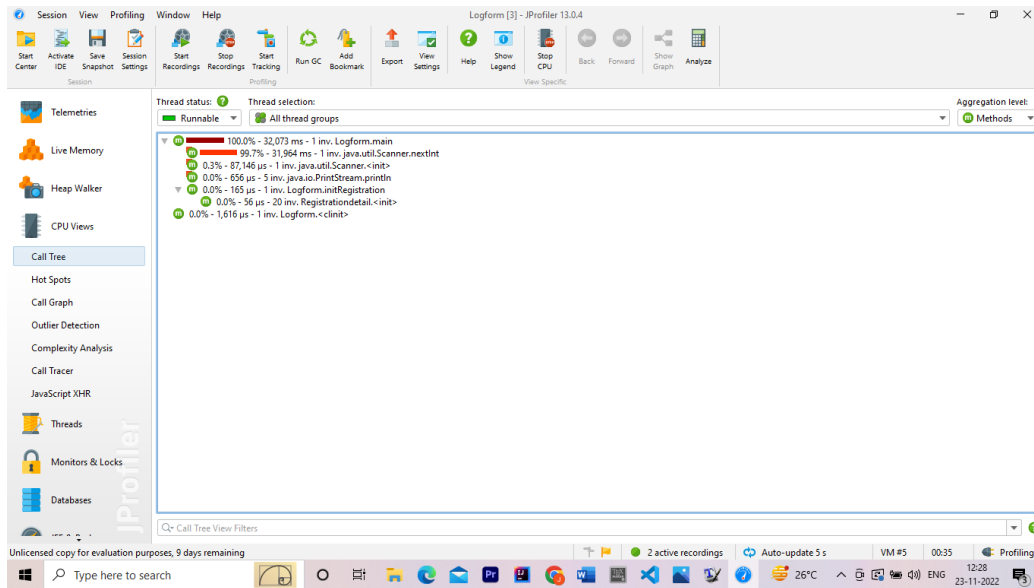 Session View Profiling Window Help Logform [3] - JProfiler 13.0.4
Start Center
Activate IDE
Save Snapshot
Session Settings
Start Recordings
Stop Recordings
Start Tracking
Run GC
Add Bookmark
Export
View Settings
Help
Show Legend
Stop CPU
Back
Forward
Show Graph
Analyze
Session Profiling View Specific
Telemetries
Live Memory
Heap Walker
CPU Views
Call Tree
Hot Spots
Call Graph
Outlier Detection
Complexity Analysis
Call Tracer
JavaScript XHR
Threads
Monitors & Locks
Databases
JProfiler
Thread status: Thread selection: Aggregation level:
Runnable All thread groups Methods
100.0% - 32,073 ms - 1 inv. Logform.main
99.7% - 31,964 ms - 1 inv. java.util.Scanner.nextInt
0.3% - 87,146 µs - 1 inv. java.util.Scanner.<init>
0.0% - 656 µs - 5 inv. java.io.PrintStream.println
0.0% - 165 µs - 1 inv. Logform.initRegistration
0.0% - 56 µs - 20 inv. Registrationdetail.<init>
0.0% - 1,616 µs - 1 inv. Logform.<clinit>
Call Tree View Filters
Unlicensed copy for evaluation purposes, 9 days remaining 2 active recordings Auto-update 5 s VM #5 00:35 Profiling
Type here to search 26°C ENG 12:28
23-11-2022